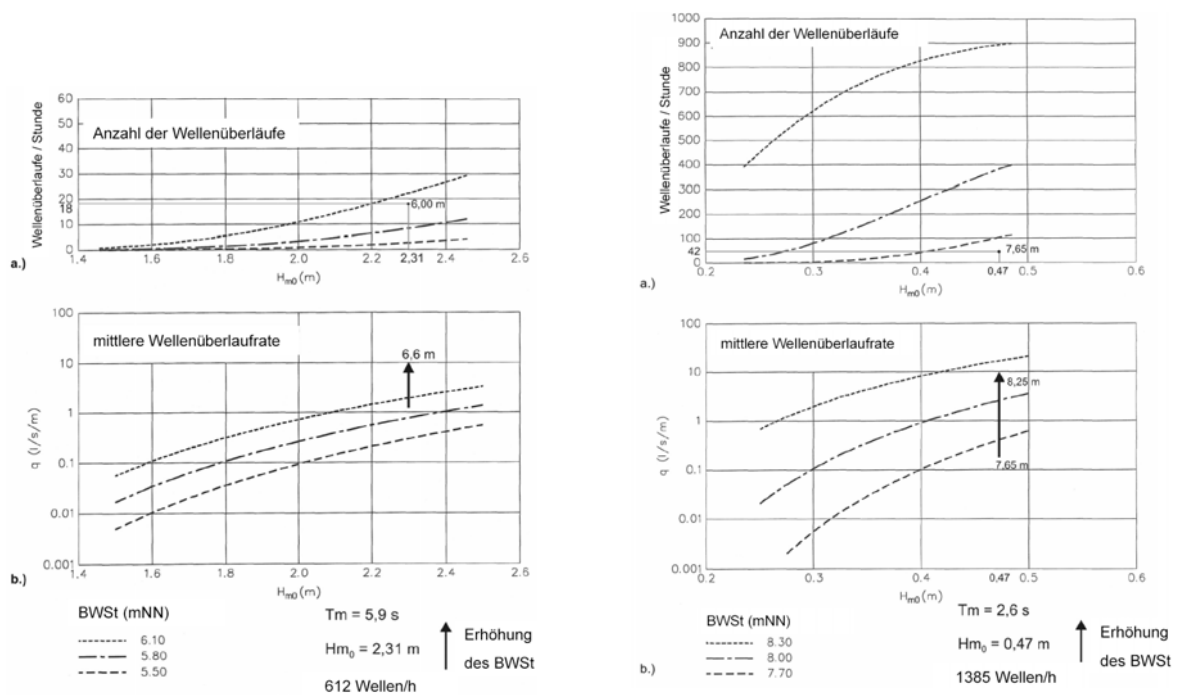 Anzahl der Wellenüberläufe
Wellenüberlaufe / Stunde
60
50
40
30
20
18
10
0
6,00 m
a.)
1.4
1.6
1.8
2.0
2.2
2,31
2.4
2.6
Hm0(m)
mittlere Wellenüberlaufrate
q (l/s/m)
100
10
1
0.1
0.01
0.001
6,6 m
b.)
1.4
1.6
1.8
2.0
2.2
2.4
2.6
Hm0(m)
BWSt (mNN)
6.10
5.80
5.50
Tm = 5,9 s
Hm0 = 2,31 m
612 Wellen/h
Erhöhung
des BWSt
Anzahl der Wellenüberläufe
Wellenüberlaufe / Stunde
1000
900
800
700
600
500
400
300
200
100
42
0
7,65 m
a.)
0.2
0.3
0.4
0,47
0.5
0.6
Hm0(m)
mittlere Wellenüberlaufrate
q (l/s/m)
100
10
1
0.1
0.01
0.001
8,25 m
7,65 m
0.2
0.3
0.4
0,47
0.5
0.6
Hm0(m)
b.)
BWSt (mNN)
8.30
8.00
7.70
Tm = 2,6 s
Hm0 = 0,47 m
1385 Wellen/h
Erhöhung
des BWSt